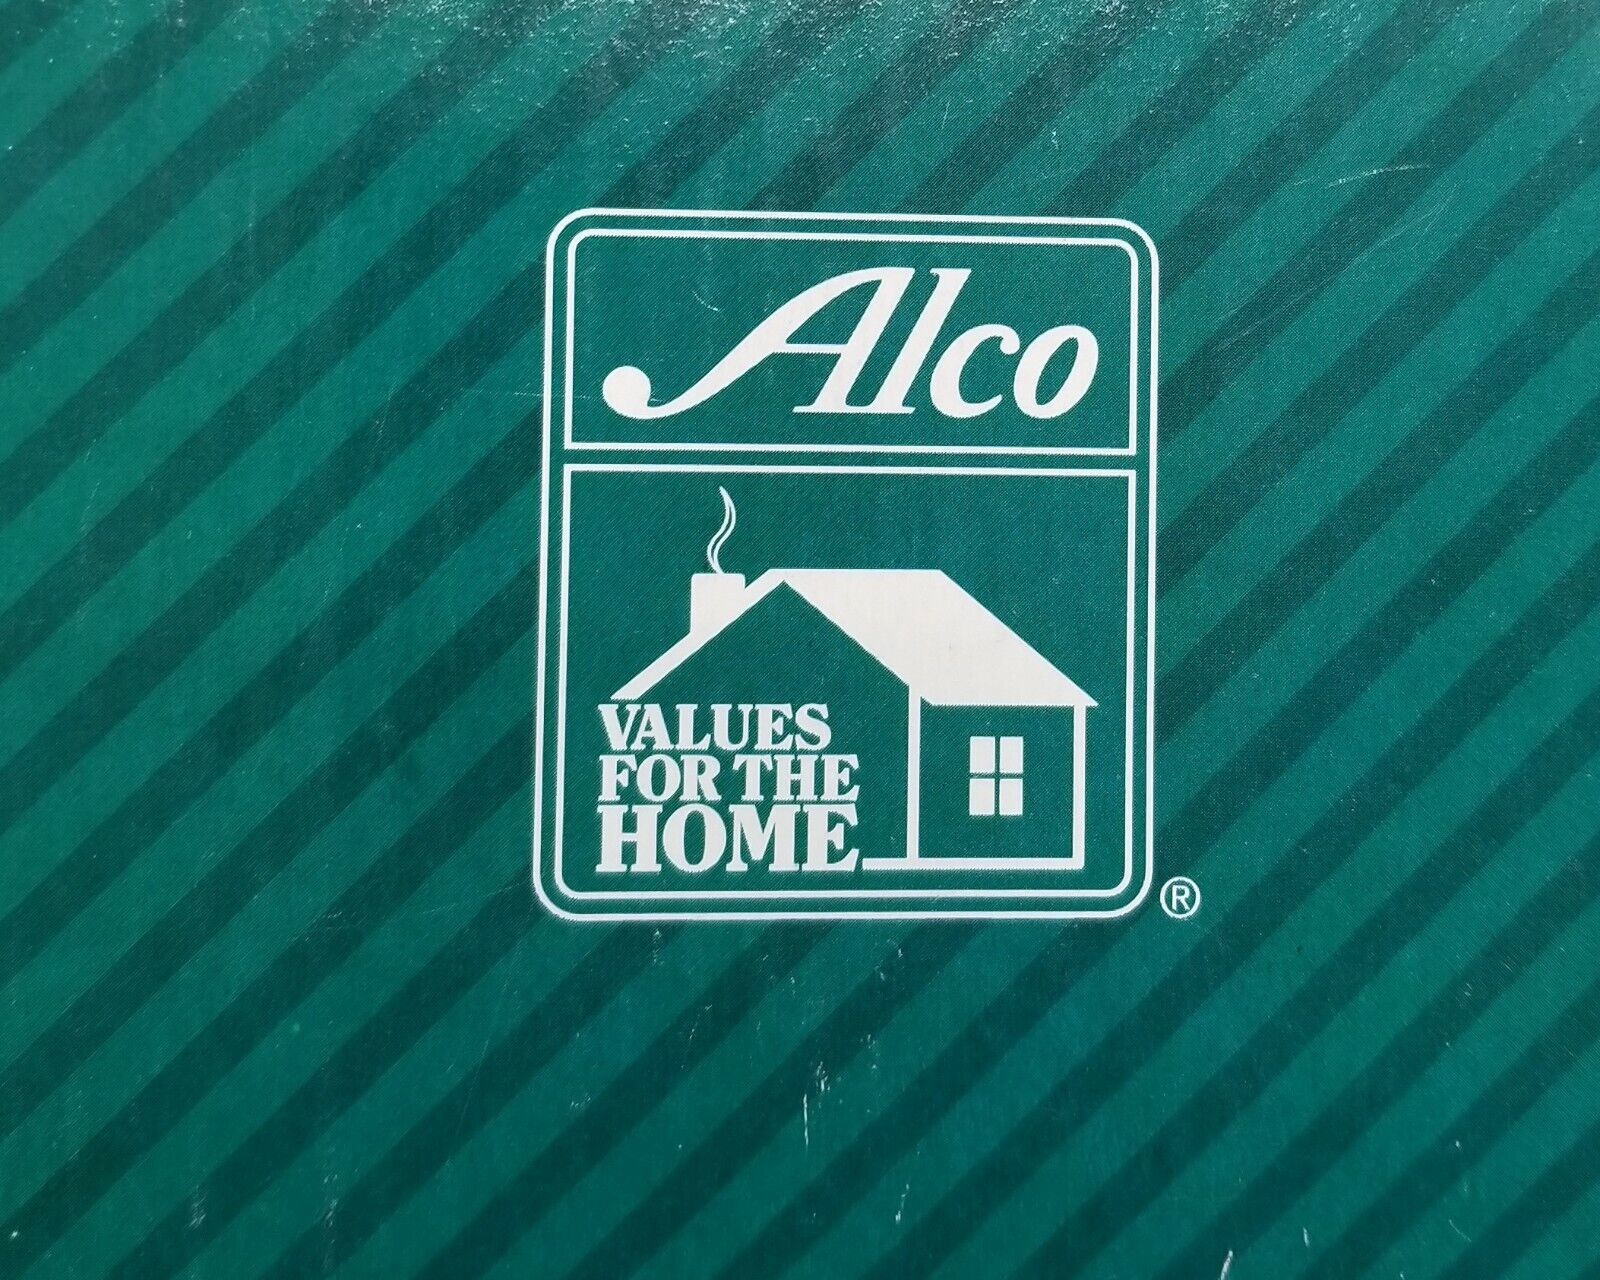 Alco
VALUES
FOR THE
HOME
®